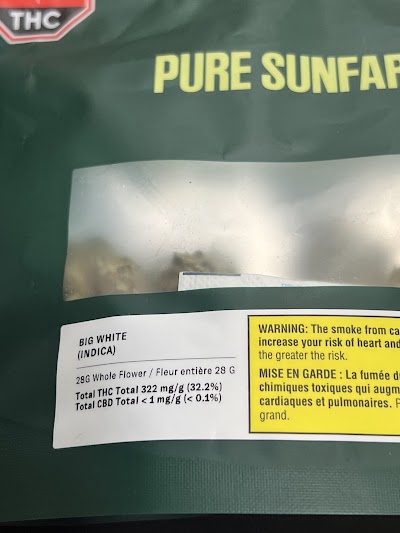 THC
PURE SUNFAR
BIG WHITE
(INDICA)
28G Whole Flower / Fleur entière 28 G
Total THC Total 322 mg/g (32.2%)
Total CBD Total < 1 mg/g (< 0.1%)
WARNING: The smoke from ca
increase your risk of heart and
the greater the risk.
MISE EN GARDE : La fumée d
chimiques toxiques qui augm
cardiaques et pulmonaires. P
grand.